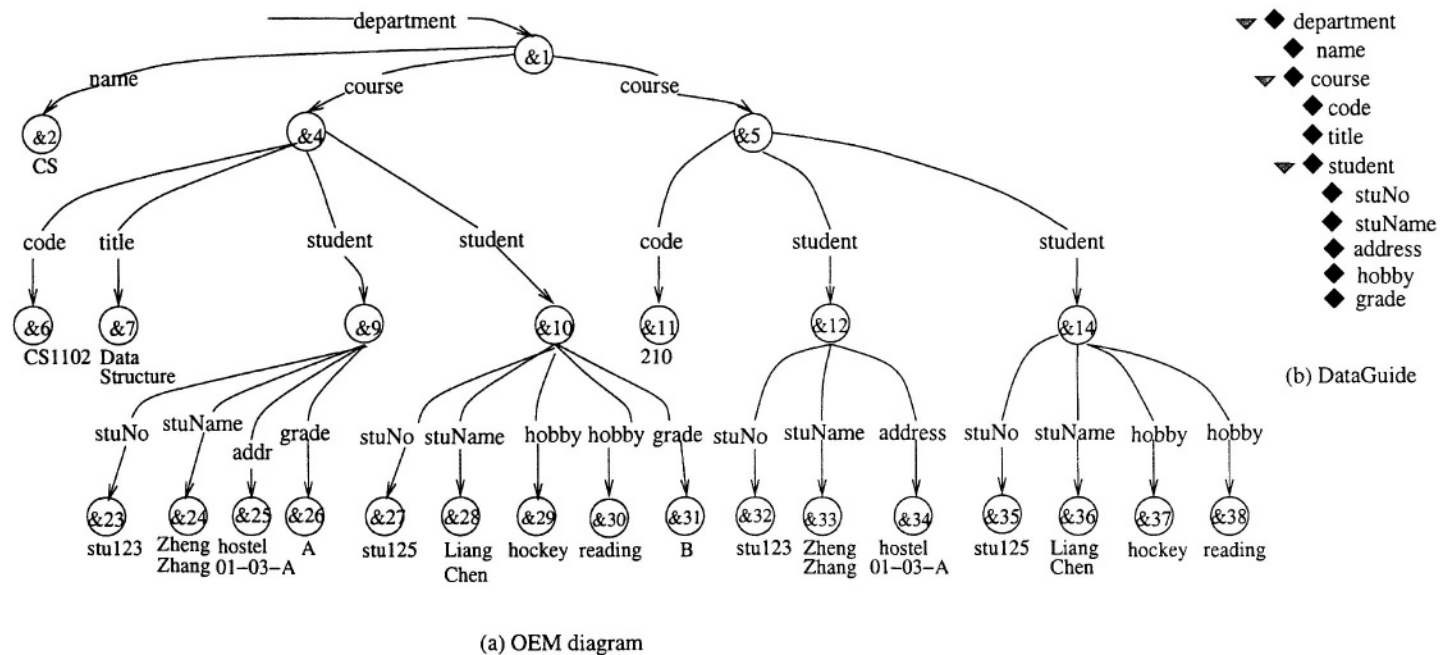 department
&1
name
course
course
&2
CS
&4
&5
code
title
student
student
code
student
student
&6
&7
&9
&10
&11
&12
&14
CS1102
Data
Structure
210
stuNo
stuName
addr
grade
stuNo
stuName
hobby
hobby
grade
stuNo
stuName
address
stuNo
stuName
hobby
hobby
&23
&24
&25
&26
&27
&28
&29
&30
&31
&32
&33
&34
&35
&36
&37
&38
stu123
Zheng
Zhang
hostel
01-03-A
A
stu125
Liang
Chen
hockey
reading
B
stu123
Zheng
Zhang
hostel
01-03-A
stu125
Liang
Chen
hockey
reading
(a) OEM diagram
department
name
course
code
title
student
stuNo
stuName
address
hobby
grade
(b) DataGuide